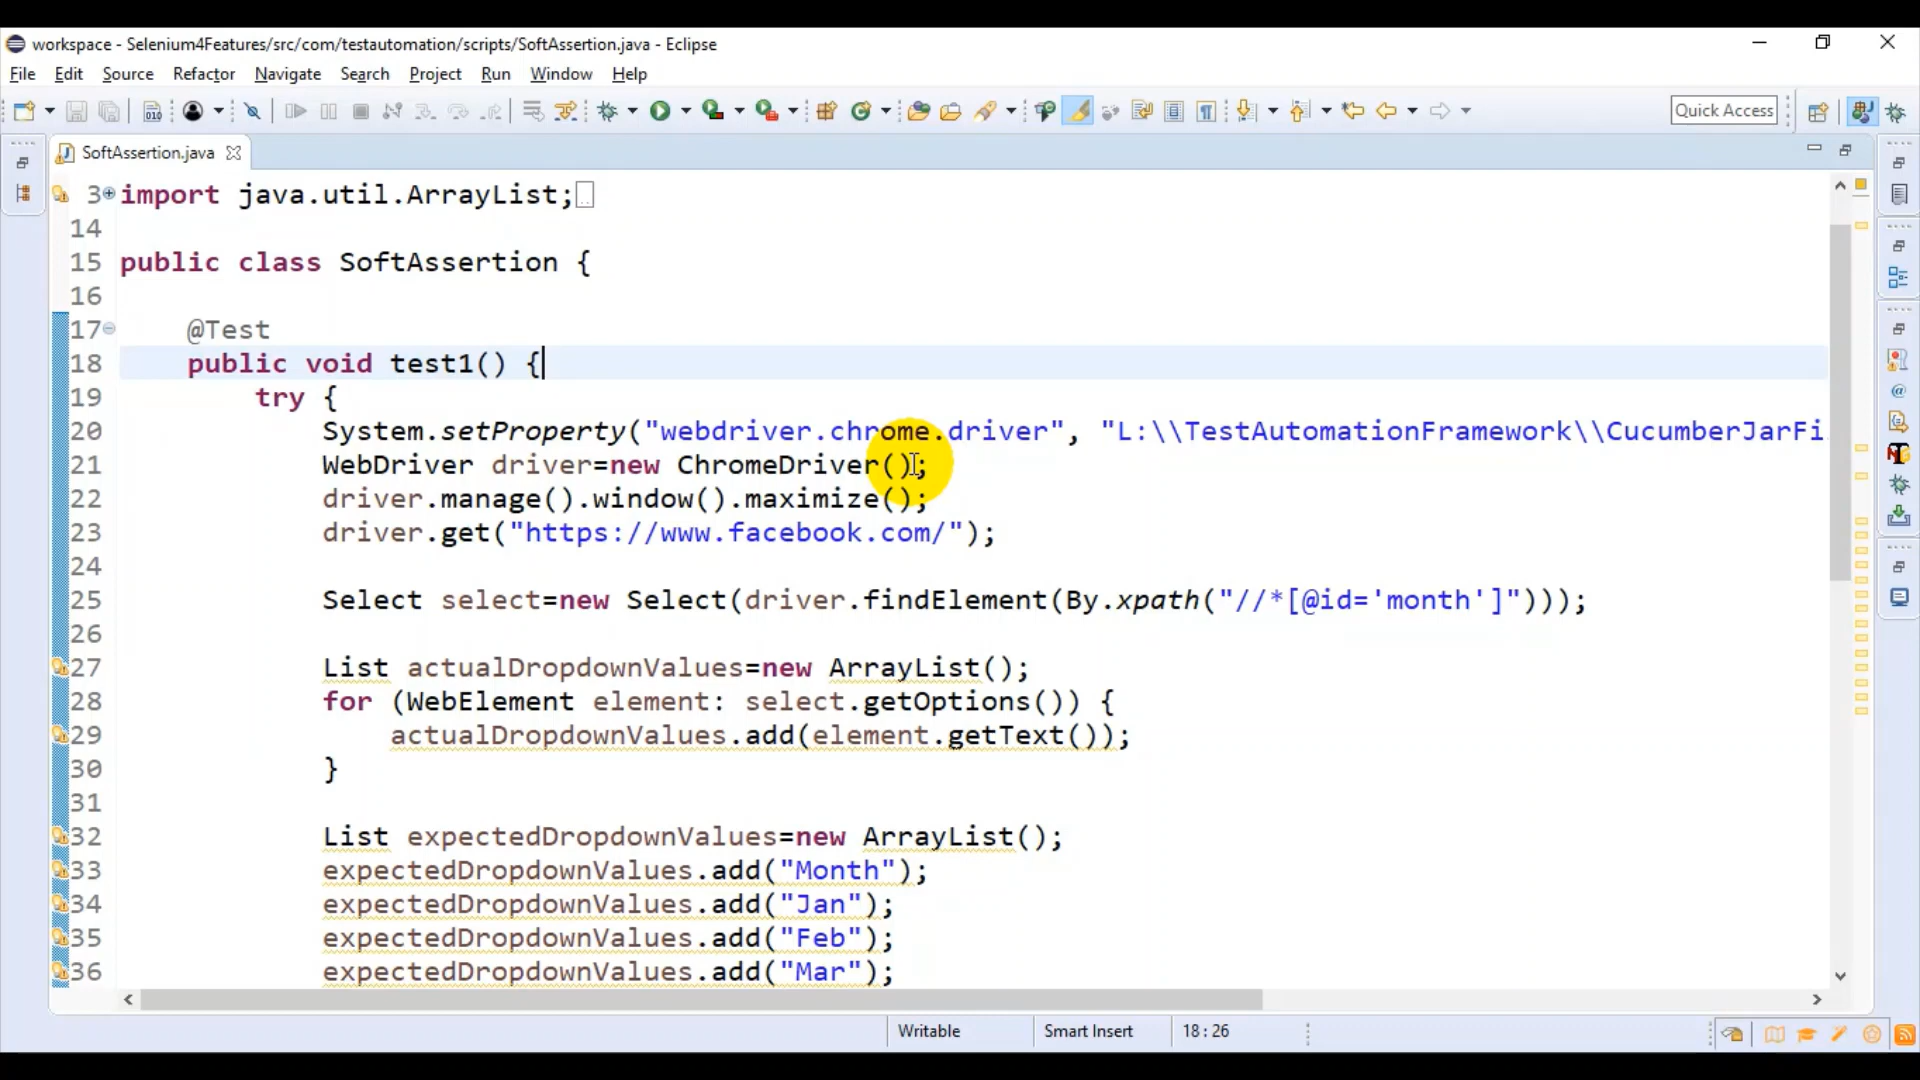 workspace - Selenium4Features/src/com/testautomation/scripts/SoftAssertion.java - Eclipse
File Edit Source Refactor Navigate Search Project Run Window Help
Quick Access
SoftAssertion.java
3 import java.util.ArrayList;
14
15 public class SoftAssertion {
16
17 @Test
18 public void test1() {
19 try {
20 System.setProperty("webdriver.chrome.driver", "L:\\TestAutomationFramework\\CucumberJarFi
21 WebDriver driver=new ChromeDriver();
22 driver.manage().window().maximize();
23 driver.get("https://www.facebook.com/");
24
25 Select select=new Select(driver.findElement(By.xpath("//*[@id='month']")));
26
27 List actualDropdownValues=new ArrayList();
28 for (WebElement element: select.getOptions()) {
29 actualDropdownValues.add(element.getText());
30 }
31
32 List expectedDropdownValues=new ArrayList();
33 expectedDropdownValues.add("Month");
34 expectedDropdownValues.add("Jan");
35 expectedDropdownValues.add("Feb");
36 expectedDropdownValues.add("Mar");
Writable Smart Insert 18 : 26